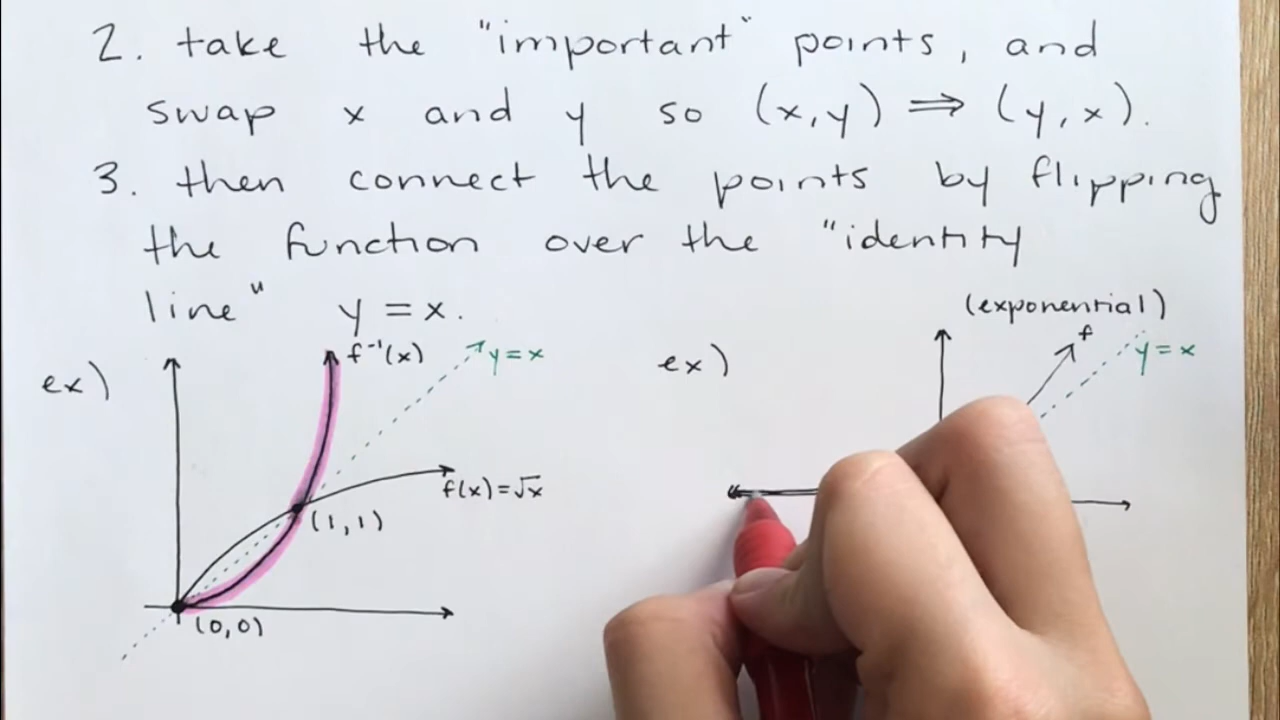 2. take the "important" points, and
swap x and y so (x,y) ⇒ (y,x).
3. then connect the points by flipping
the function over the "identity
line" y = x.
ex)
f⁻¹(x)
y = x
f(x)=√x
(1,1)
(0,0)
ex)
(exponential)
f
y = x